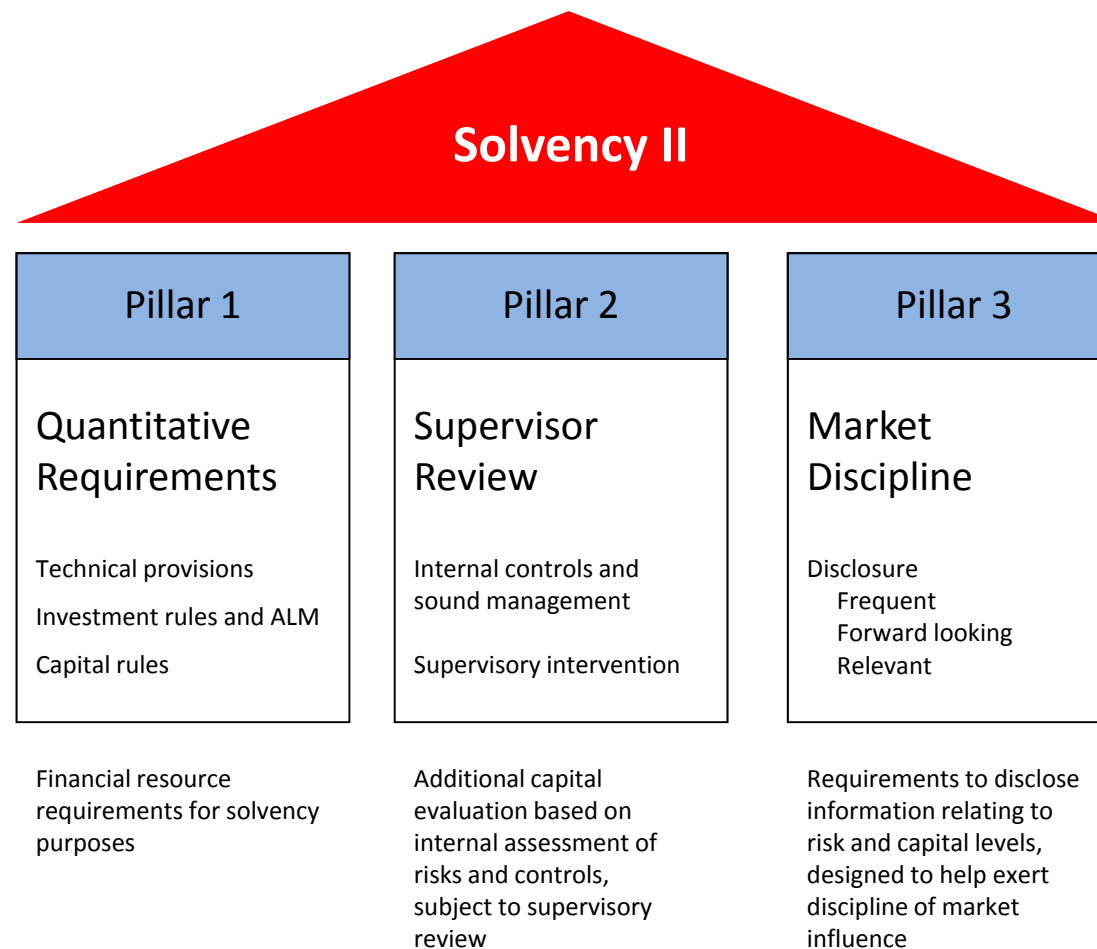 Solvency II
Pillar 1
Quantitative
Requirements
Technical provisions
Investment rules and ALM
Capital rules
Financial resource
requirements for solvency
purposes
Pillar 2
Supervisor
Review
Internal controls and
sound management
Supervisory intervention
Additional capital
evaluation based on
internal assessment of
risks and controls,
subject to supervisory
review
Pillar 3
Market
Discipline
Disclosure
Frequent
Forward looking
Relevant
Requirements to disclose
information relating to
risk and capital levels,
designed to help exert
discipline of market
influence